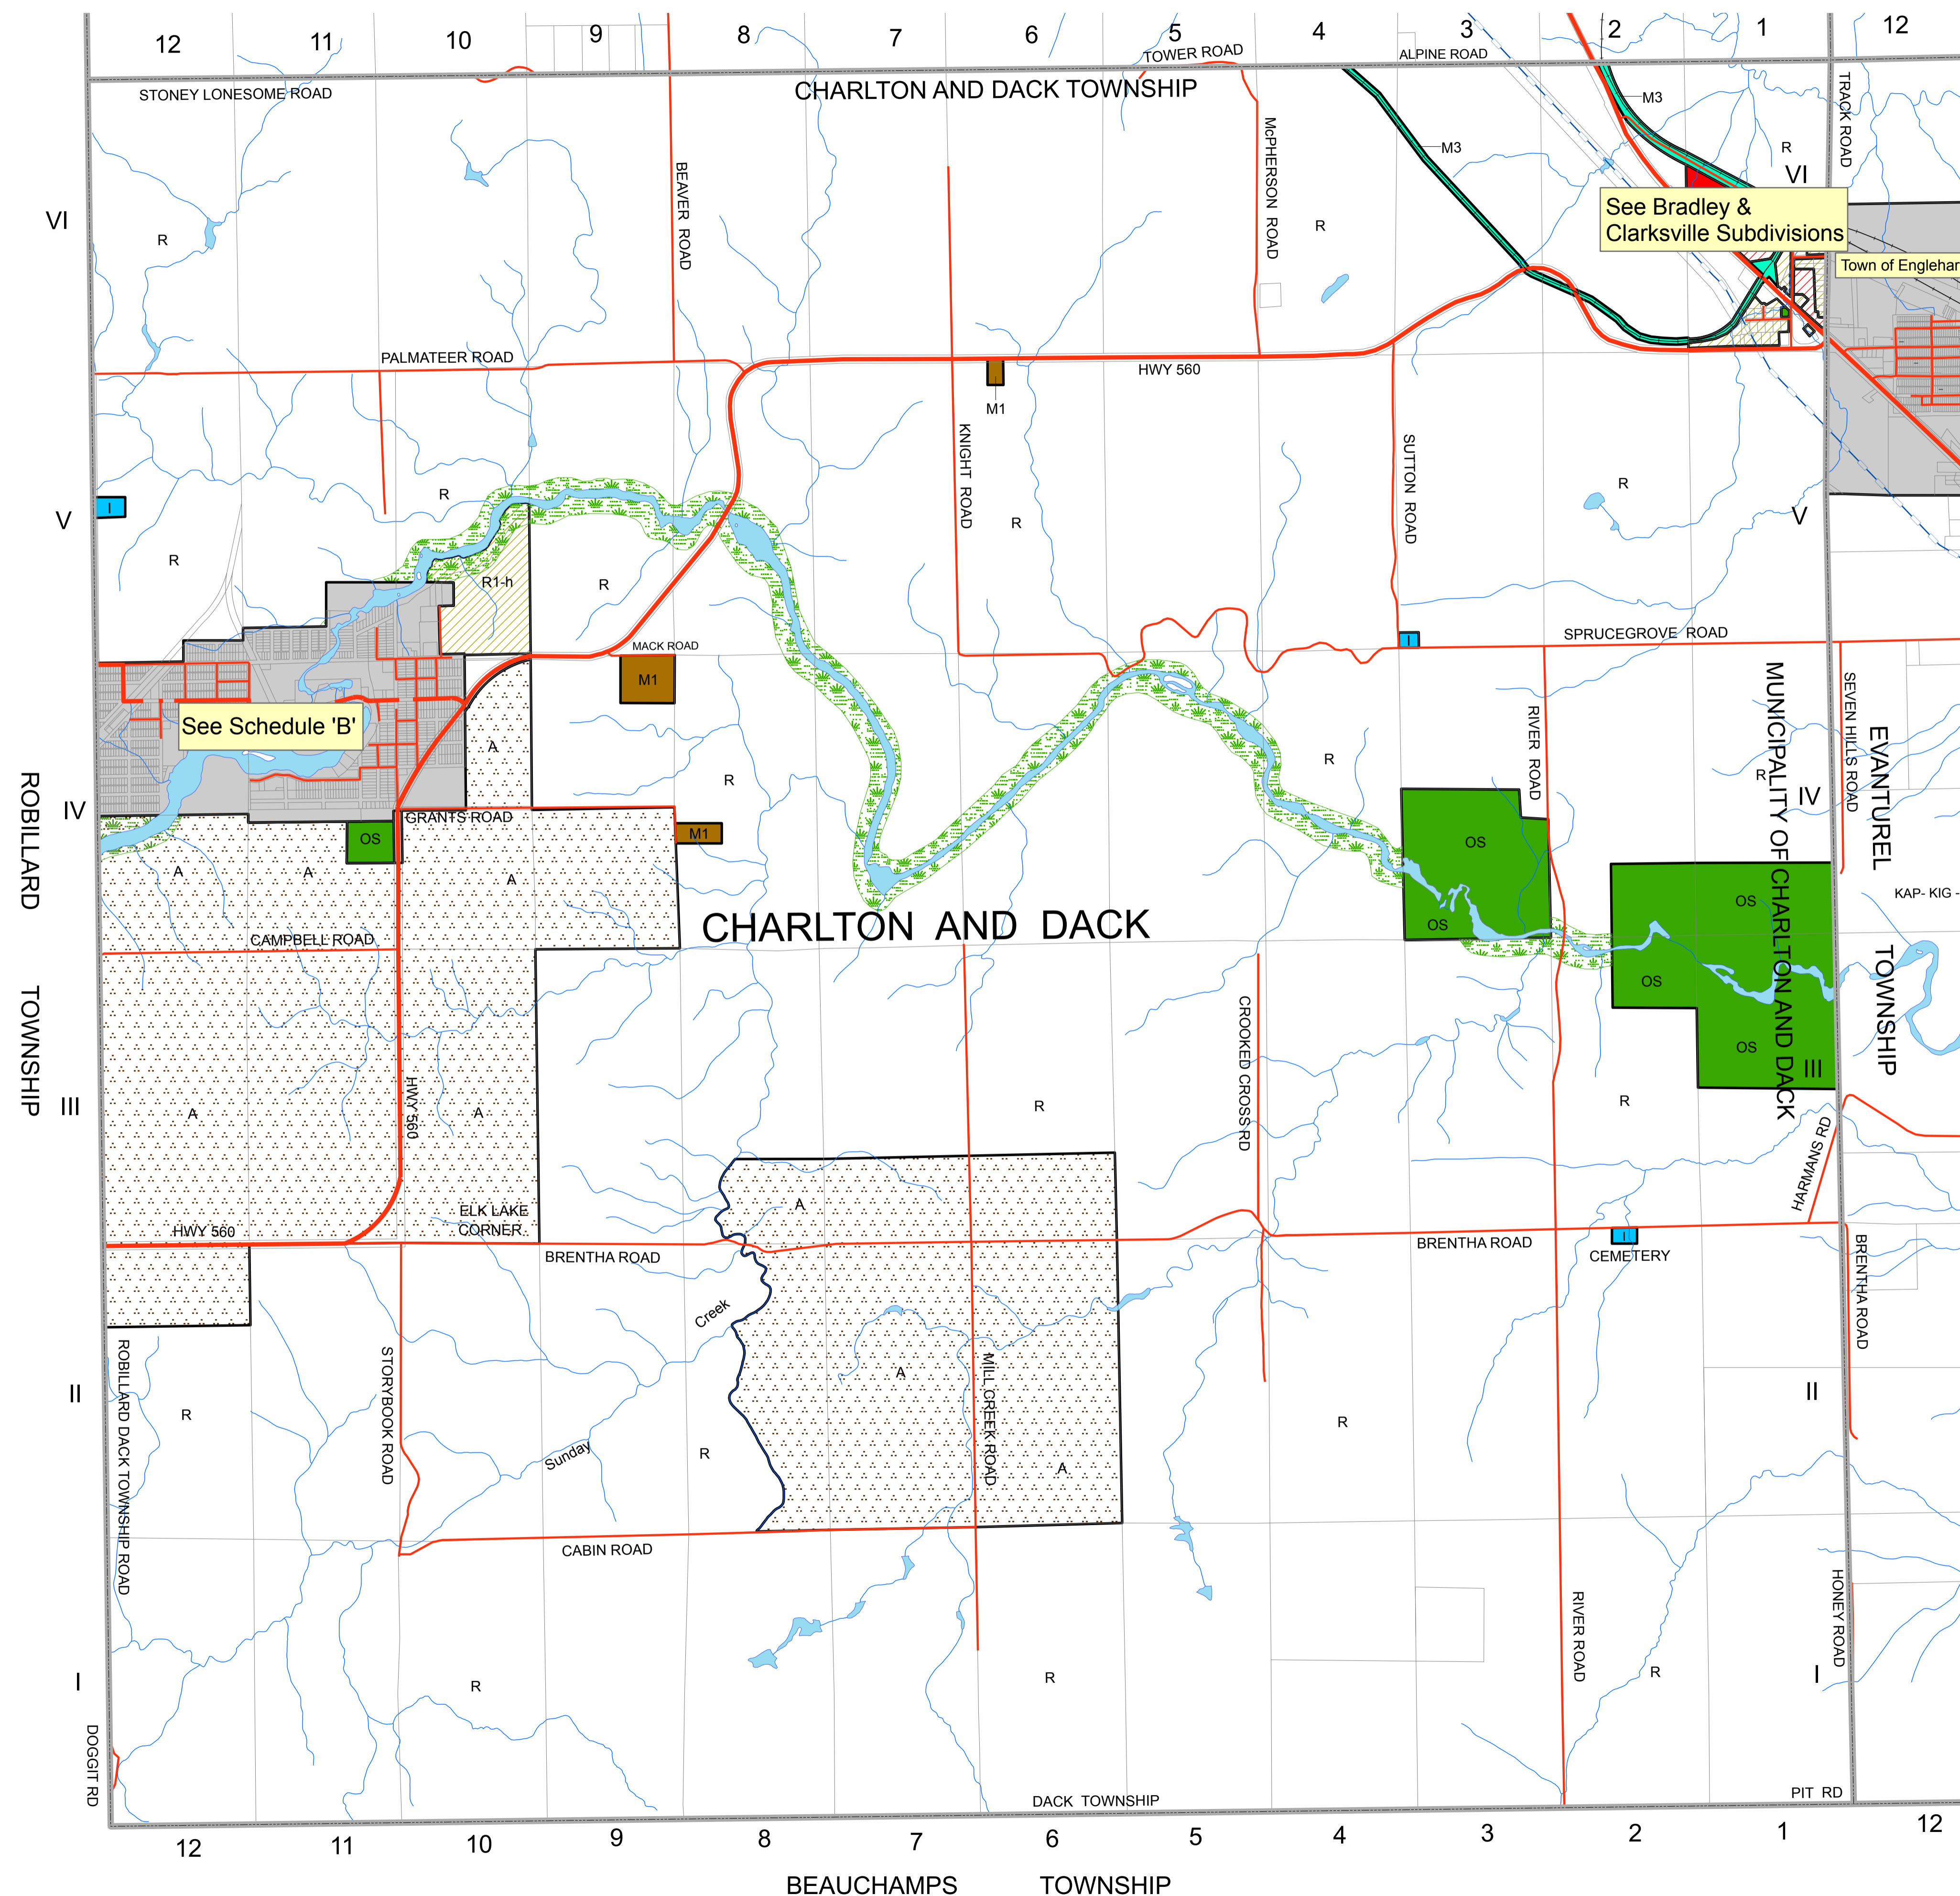 12
11
10
9
8
7
6
5
4
3
2
1
12
TOWER ROAD
ALPINE ROAD
STONEY LONESOME ROAD
CHARLTON AND DACK TOWNSHIP
TRACK ROAD
M3
M3
McPHERSON ROAD
BEAVER ROAD
R
VI
VI
R
R
See Bradley &
Clarksville Subdivisions
Town of Englehar
PALMATEER ROAD
HWY 560
M1
KNIGHT ROAD
SUTTON ROAD
R
R
R
V
I
V
R
R
R1-h
I
SPRUCEGROVE ROAD
MACK ROAD
M1
See Schedule 'B'
A
R
R
RIVER ROAD
R
SEVEN HILLS ROAD
MUNICIPALITY OF CHARLTON AND DACK
EVANTUREL
TOWNSHIP
ROBILLARD
TOWNSHIP
IV
IV
GRANTS ROAD
OS
M1
OS
A
A
A
KAP- KIG -
OS
OS
CHARLTON AND DACK
CAMPBELL ROAD
OS
CROOKED CROSS RD
OS
III
III
HWY 560
A
A
R
R
HARMANS RD
A
ELK LAKE
CORNER
HWY 560
BRENTHA ROAD
BRENTHA ROAD
I
CEMETERY
BRENTHA ROAD
Creek
ROBILLARD DACK TOWNSHIP ROAD
STORYBOOK ROAD
MILL CREEK ROAD
A
II
II
R
R
Sunday
R
A
CABIN ROAD
HONEY ROAD
RIVER ROAD
I
I
R
R
R
DOGGIT RD
DACK TOWNSHIP
PIT RD
12
11
10
9
8
7
6
5
4
3
2
1
12
BEAUCHAMPS TOWNSHIP